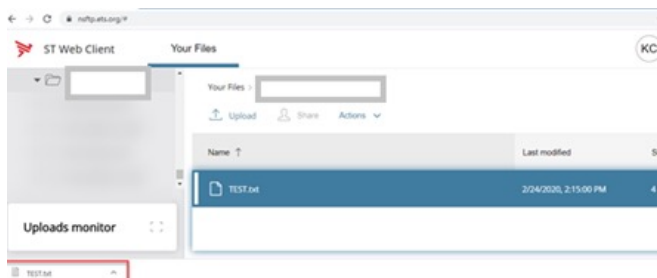 nsftp.ets.org/#
ST Web Client
Your Files
KC
Your Files >
Upload
Share
Actions
Name ↑
Last modified
S
TEST.txt
2/24/2020, 2:15:00 PM
4
Uploads monitor
TEST.txt